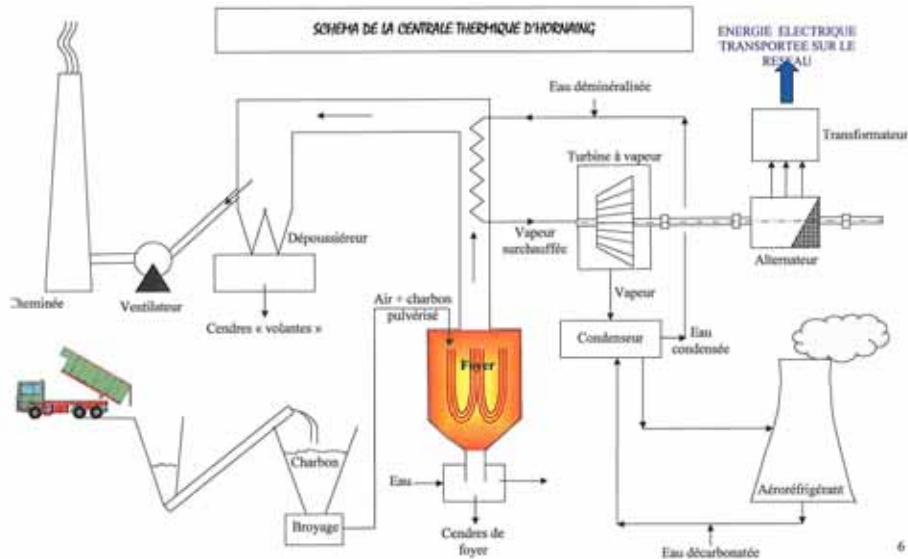 SCHEMA DE LA CENTRALE THERMIQUE D'HORNAING
ENERGIE ELECTRIQUE
TRANSPORTEE SUR LE
RESEAU
Eau déminéralisée
Transformateur
Turbine à vapeur
Dépoussiéreur
Vapeur
surchauffée
Alternateur
Cheminée
Ventilateur
Air + charbon
pulvérisé
Vapeur
Cendres « volantes »
Condenseur
Eau
condensée
Foyer
Charbon
Eau
Aéroréfrigérant
Broyage
Cendres de
foyer
Eau décarbonatée
6